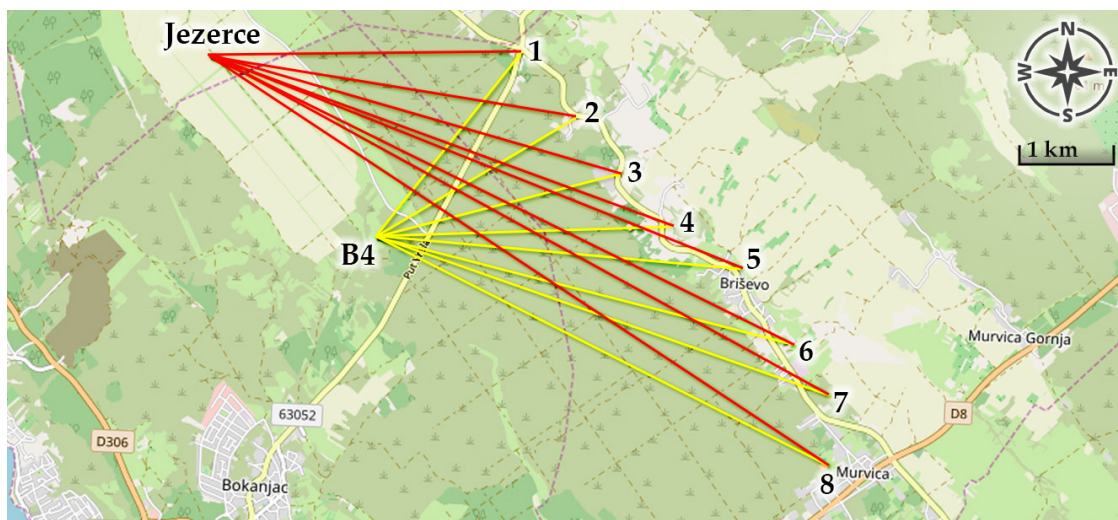 Jezerce
1
N
W
E
S
m
2
1 km
3
4
B4
Put Vrela
5
Briševo
6
Murvica Gornja
7
D8
63052
D306
Bokanjac
Murvica
8